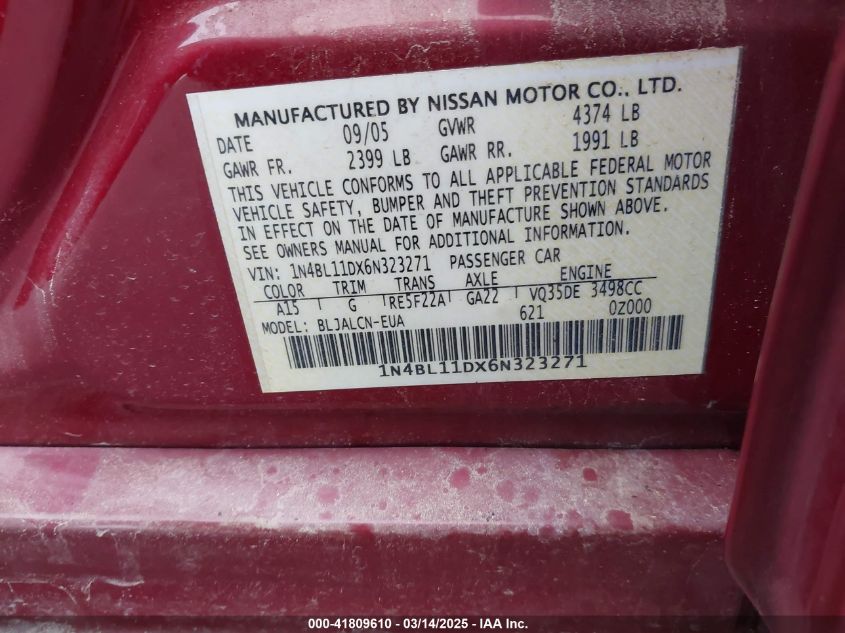 MANUFACTURED BY NISSAN MOTOR CO., LTD.
DATE 09/05 GVWR 4374 LB
GAWR FR. 2399 LB GAWR RR. 1991 LB
THIS VEHICLE CONFORMS TO ALL APPLICABLE FEDERAL MOTOR
VEHICLE SAFETY, BUMPER AND THEFT PREVENTION STANDARDS
IN EFFECT ON THE DATE OF MANUFACTURE SHOWN ABOVE.
SEE OWNERS MANUAL FOR ADDITIONAL INFORMATION.
VIN: 1N4BL11DX6N323271 PASSENGER CAR
COLOR TRIM TRANS AXLE ENGINE
A15 G RE5F22A GA22 VQ35DE 3498CC
MODEL: BLJALCN-EUA 621 0Z000
1N4BL11DX6N323271
000-41809610 - 03/14/2025 - IAA Inc.